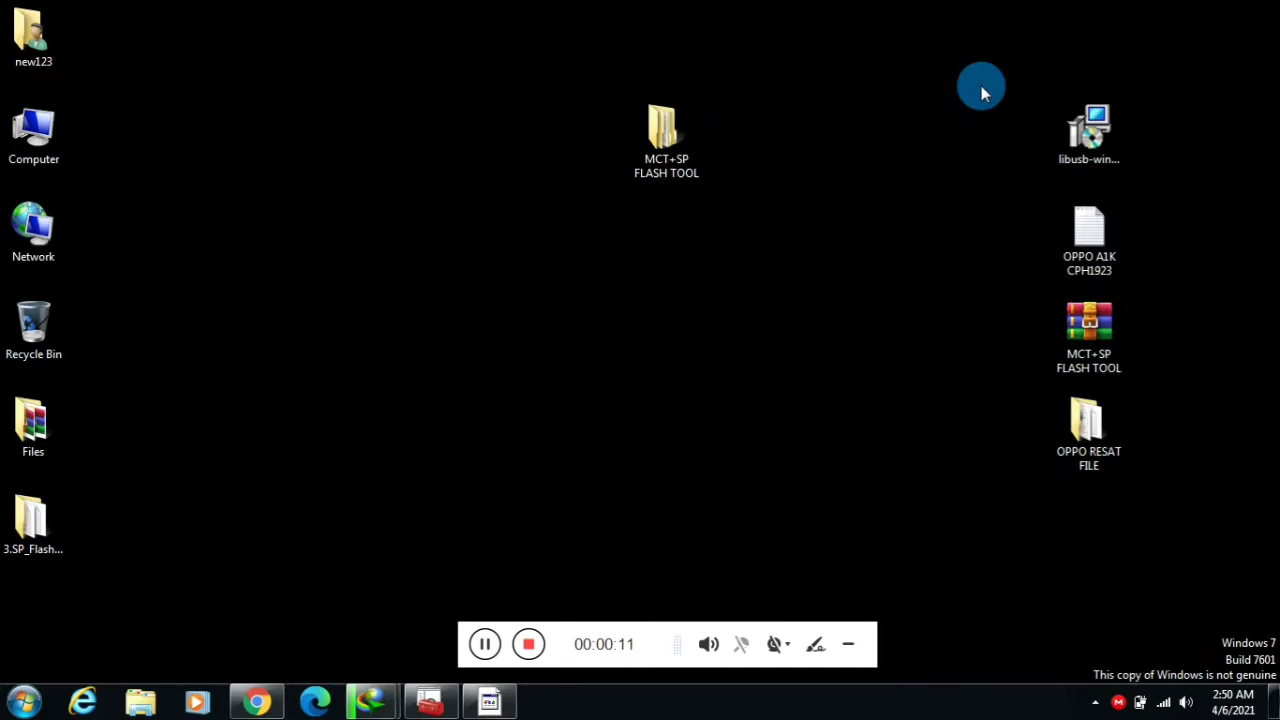 new123
Computer
Network
Recycle Bin
Files
3.SP_Flash...
MCT+SP
FLASH TOOL
libusb-win...
OPPO A1K
CPH1923
MCT+SP
FLASH TOOL
OPPO RESAT
FILE
00:00:11
Windows 7
Build 7601
This copy of Windows is not genuine
2:50 AM
4/6/2021